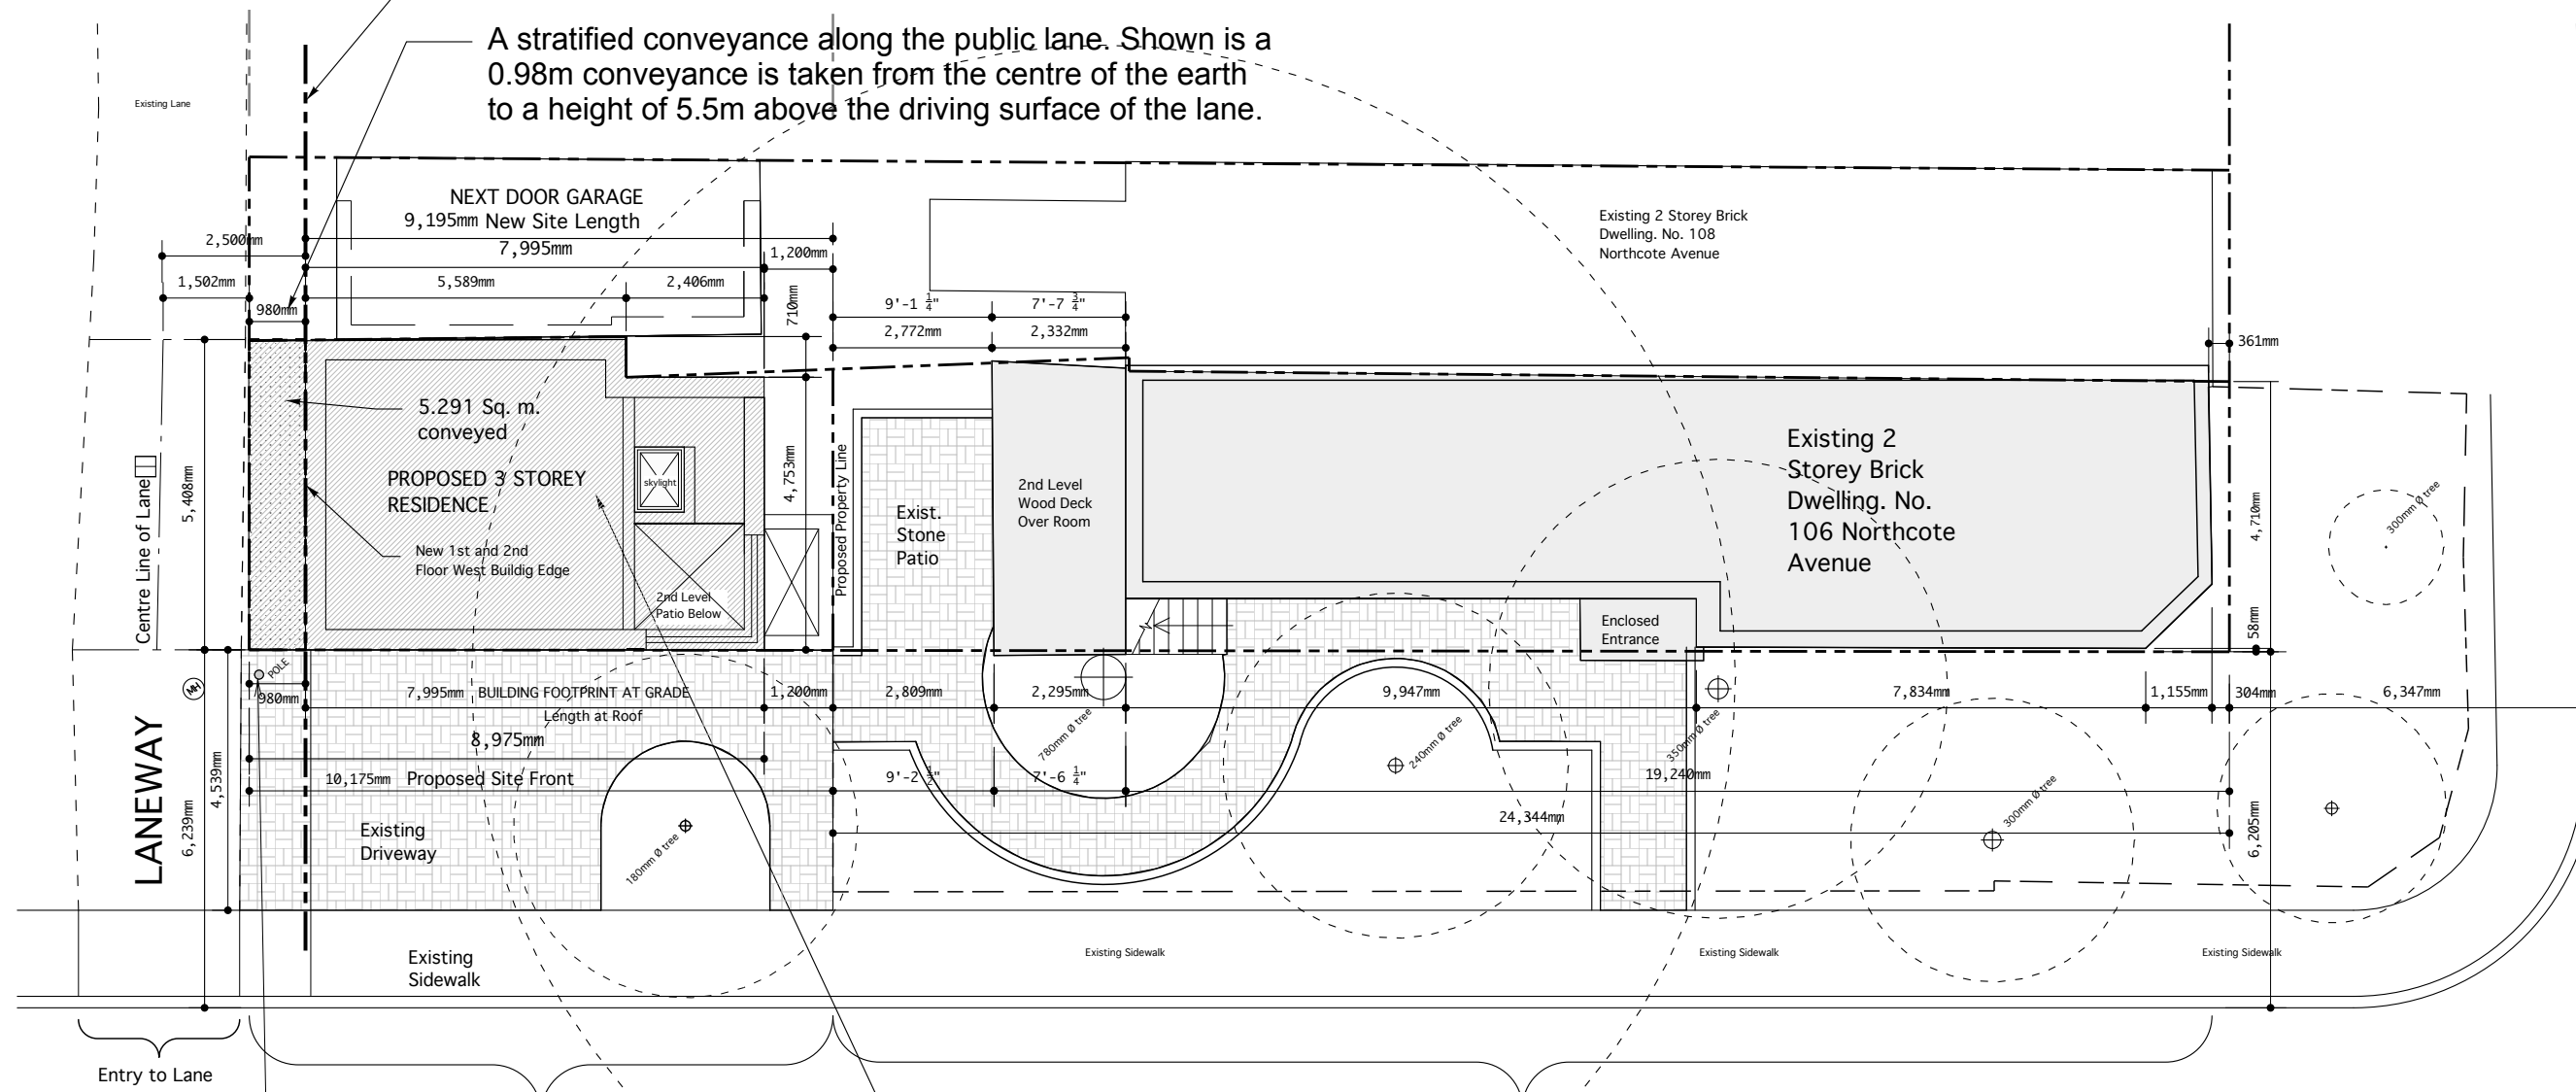 A stratified conveyance along the public lane. Shown is a
0.98m conveyance is taken from the centre of the earth
to a height of 5.5m above the driving surface of the lane.
Existing Lane
NEXT DOOR GARAGE
9,195mm New Site Length
7,995mm
2,500mm
1,200mm
1,502mm
5,589mm
2,406mm
980mm
710mm
9'-1 1/4"
7'-7 3/4"
2,772mm
2,332mm
Existing 2 Storey Brick
Dwelling. No. 108
Northcote Avenue
361mm
5.291 Sq. m.
conveyed
PROPOSED 3 STOREY
RESIDENCE
skylight
New 1st and 2nd
Floor West Buildig Edge
2nd Level
Patio Below
5,408mm
Centre Line of Lane
4,753mm
Proposed Property Line
Exist.
Stone
Patio
2nd Level
Wood Deck
Over Room
Existing 2
Storey Brick
Dwelling. No.
106 Northcote
Avenue
Enclosed
Entrance
4,710mm
58mm
300mm Ø tree
POLE
MH
980mm
7,995mm BUILDING FOOTPRINT AT GRADE
1,200mm
2,809mm
2,295mm
9,947mm
7,834mm
1,155mm
304mm
6,347mm
Length at Roof
8,975mm
780mm Ø tree
240mm Ø tree
350mm Ø tree
10,175mm Proposed Site Front
9'-2 1/2"
7'-6 1/4"
19,240mm
24,344mm
300mm Ø tree
LANEWAY
4,539mm
6,239mm
6,205mm
Existing
Driveway
180mm Ø tree
Existing
Sidewalk
Existing Sidewalk
Existing Sidewalk
Existing Sidewalk
Entry to Lane